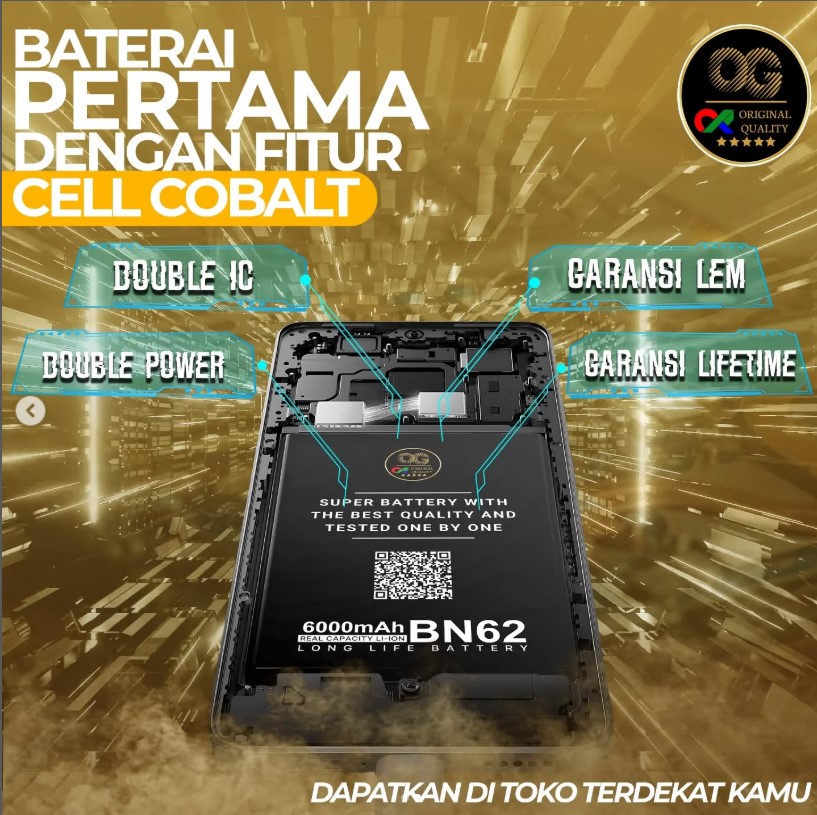 BATERAI
PERTAMA
DENGAN FITUR
CELL COBALT
OG
ORIGINAL
QUALITY
DOUBLE IC
GARANSI LEM
DOUBLE POWER
GARANSI LIFETIME
OG
SUPER BATTERY WITH
THE BEST QUALITY AND
TESTED ONE BY ONE
6000mAh BN62
REAL CAPACITY LI-ION
LONG LIFE BATTERY
DAPATKAN DI TOKO TERDEKAT KAMU